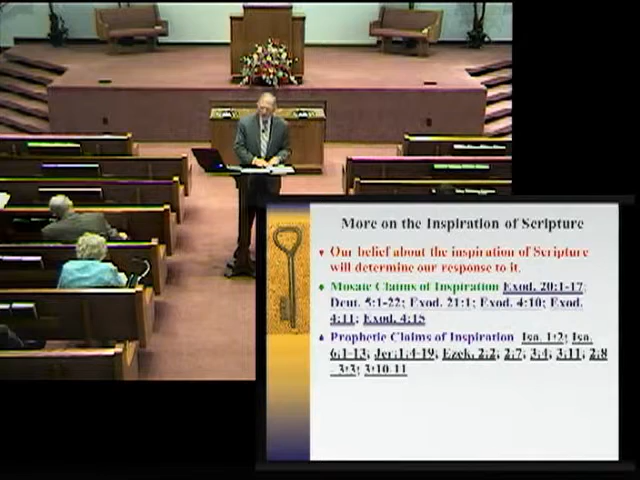 More on the Inspiration of Scripture
Our belief about the inspiration of Scripture
will determine our response to it.
Mosaic Claims of Inspiration Exod. 20:1-17;
Deut. 5:1-22; Exod. 21:1; Exod. 4:10; Exod.
4:11; Exod. 4:15
Prophetic Claims of Inspiration Isa. 1:2; Isa.
6:1-13; Jer.1:4-19; Ezek. 2:2; 2:7; 3:4; 3:11; 2:8
- 3:3; 3:10-11